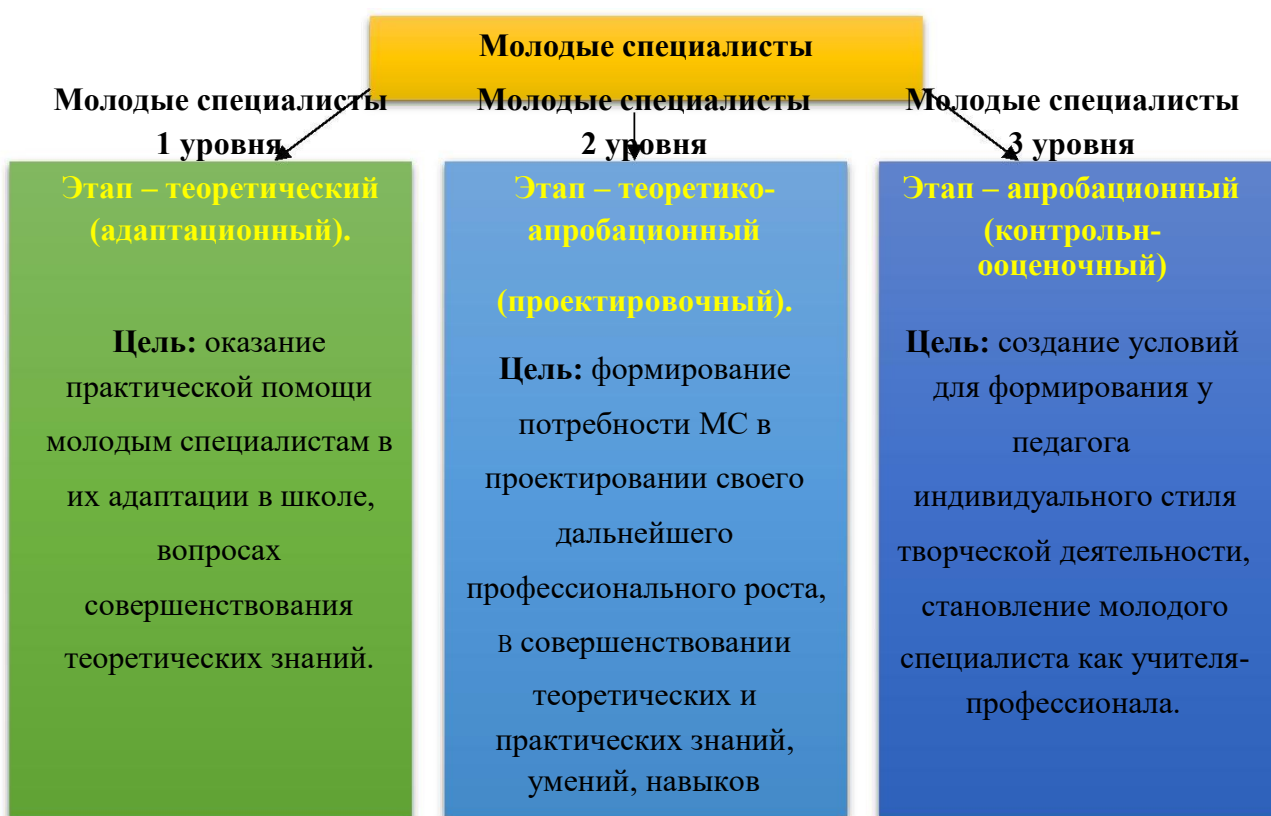 Молодые специалисты
Молодые специалисты
1 уровня
Этап – теоретический
(адаптационный).
Цель: оказание
практической помощи
молодым специалистам в
их адаптации в школе,
вопросах
совершенствования
теоретических знаний.
Молодые специалисты
2 уровня
Этап – теоретико-
апробационный
(проектировочный).
Цель: формирование
потребности МС в
проектировании своего
дальнейшего
профессионального роста,
в совершенствовании
теоретических и
практических знаний,
умений, навыков
Молодые специалисты
3 уровня
Этап – апробационный
(контрольн-
ооценочный)
Цель: создание условий
для формирования у
педагога
индивидуального стиля
творческой деятельности,
становление молодого
специалиста как учителя-
профессионала.